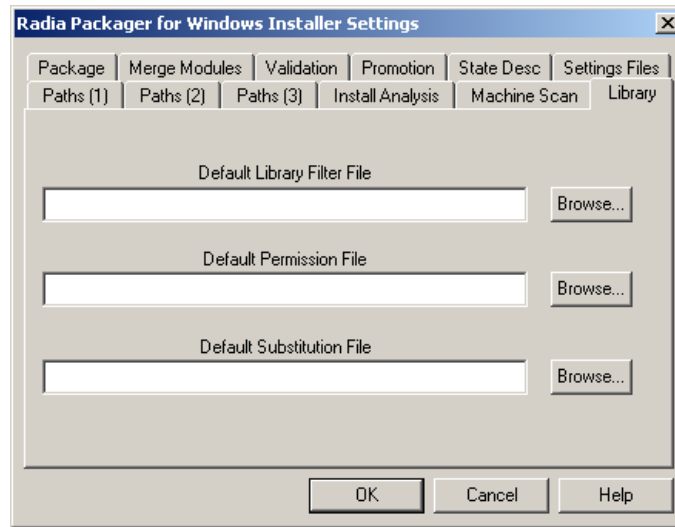 Radia Packager for Windows Installer Settings
Package Merge Modules Validation Promotion State Desc Settings Files
Paths (1) Paths (2) Paths (3) Install Analysis Machine Scan Library
Default Library Filter File
Browse...
Default Permission File
Browse...
Default Substitution File
Browse...
OK Cancel Help